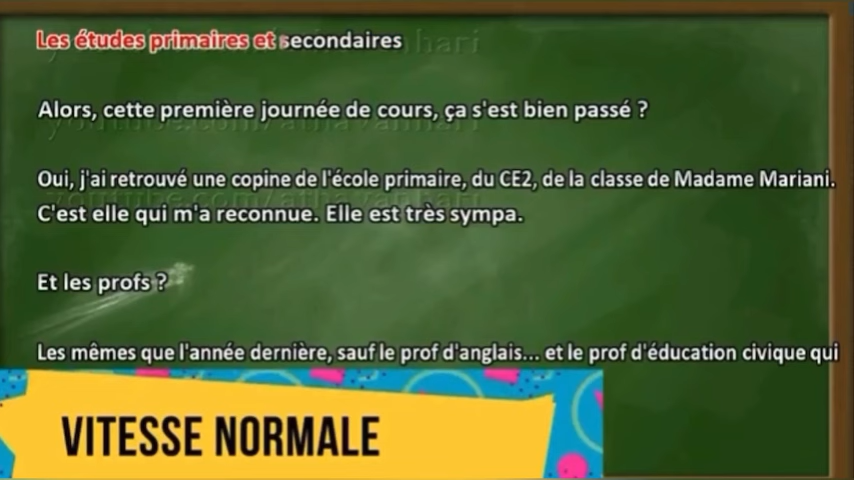 Les études primaires et secondaires
Alors, cette première journée de cours, ça s'est bien passé ?
Oui, j'ai retrouvé une copine de l'école primaire, du CE2, de la classe de Madame Mariani.
C'est elle qui m'a reconnue. Elle est très sympa.
Et les profs ?
Les mêmes que l'année dernière, sauf le prof d'anglais... et le prof d'éducation civique qui
VITESSE NORMALE